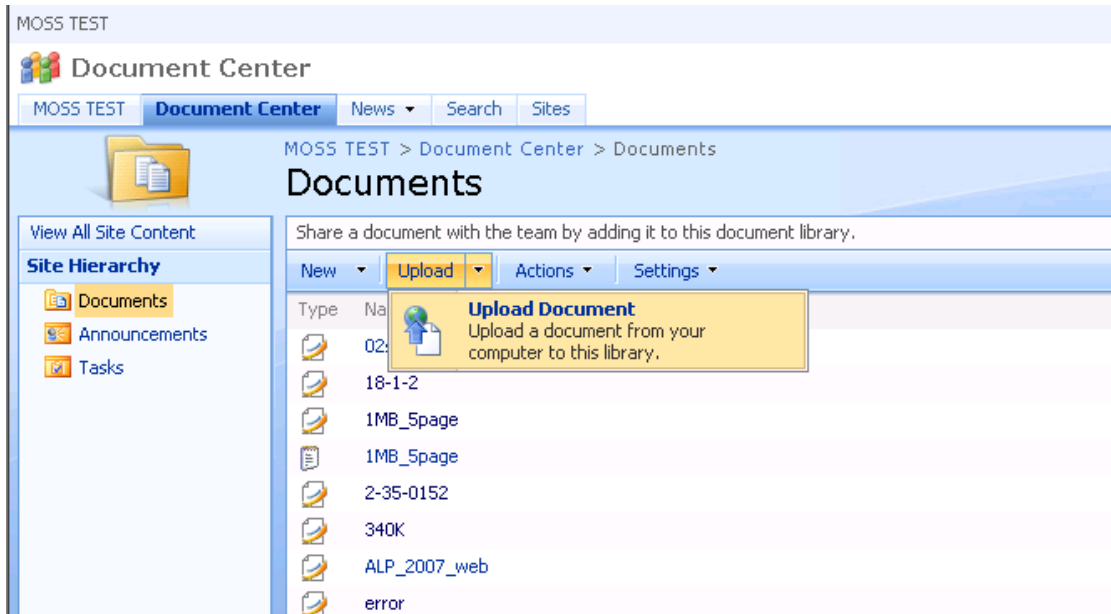 MOSS TEST
Document Center
MOSS TEST Document Center News Search Sites
MOSS TEST > Document Center > Documents
Documents
View All Site Content
Share a document with the team by adding it to this document library.
Site Hierarchy
New Upload Actions Settings
Documents
Announcements
Tasks
Type
Upload Document
Upload a document from your
computer to this library.
18-1-2
1MB_5page
1MB_5page
2-35-0152
340K
ALP_2007_web
error